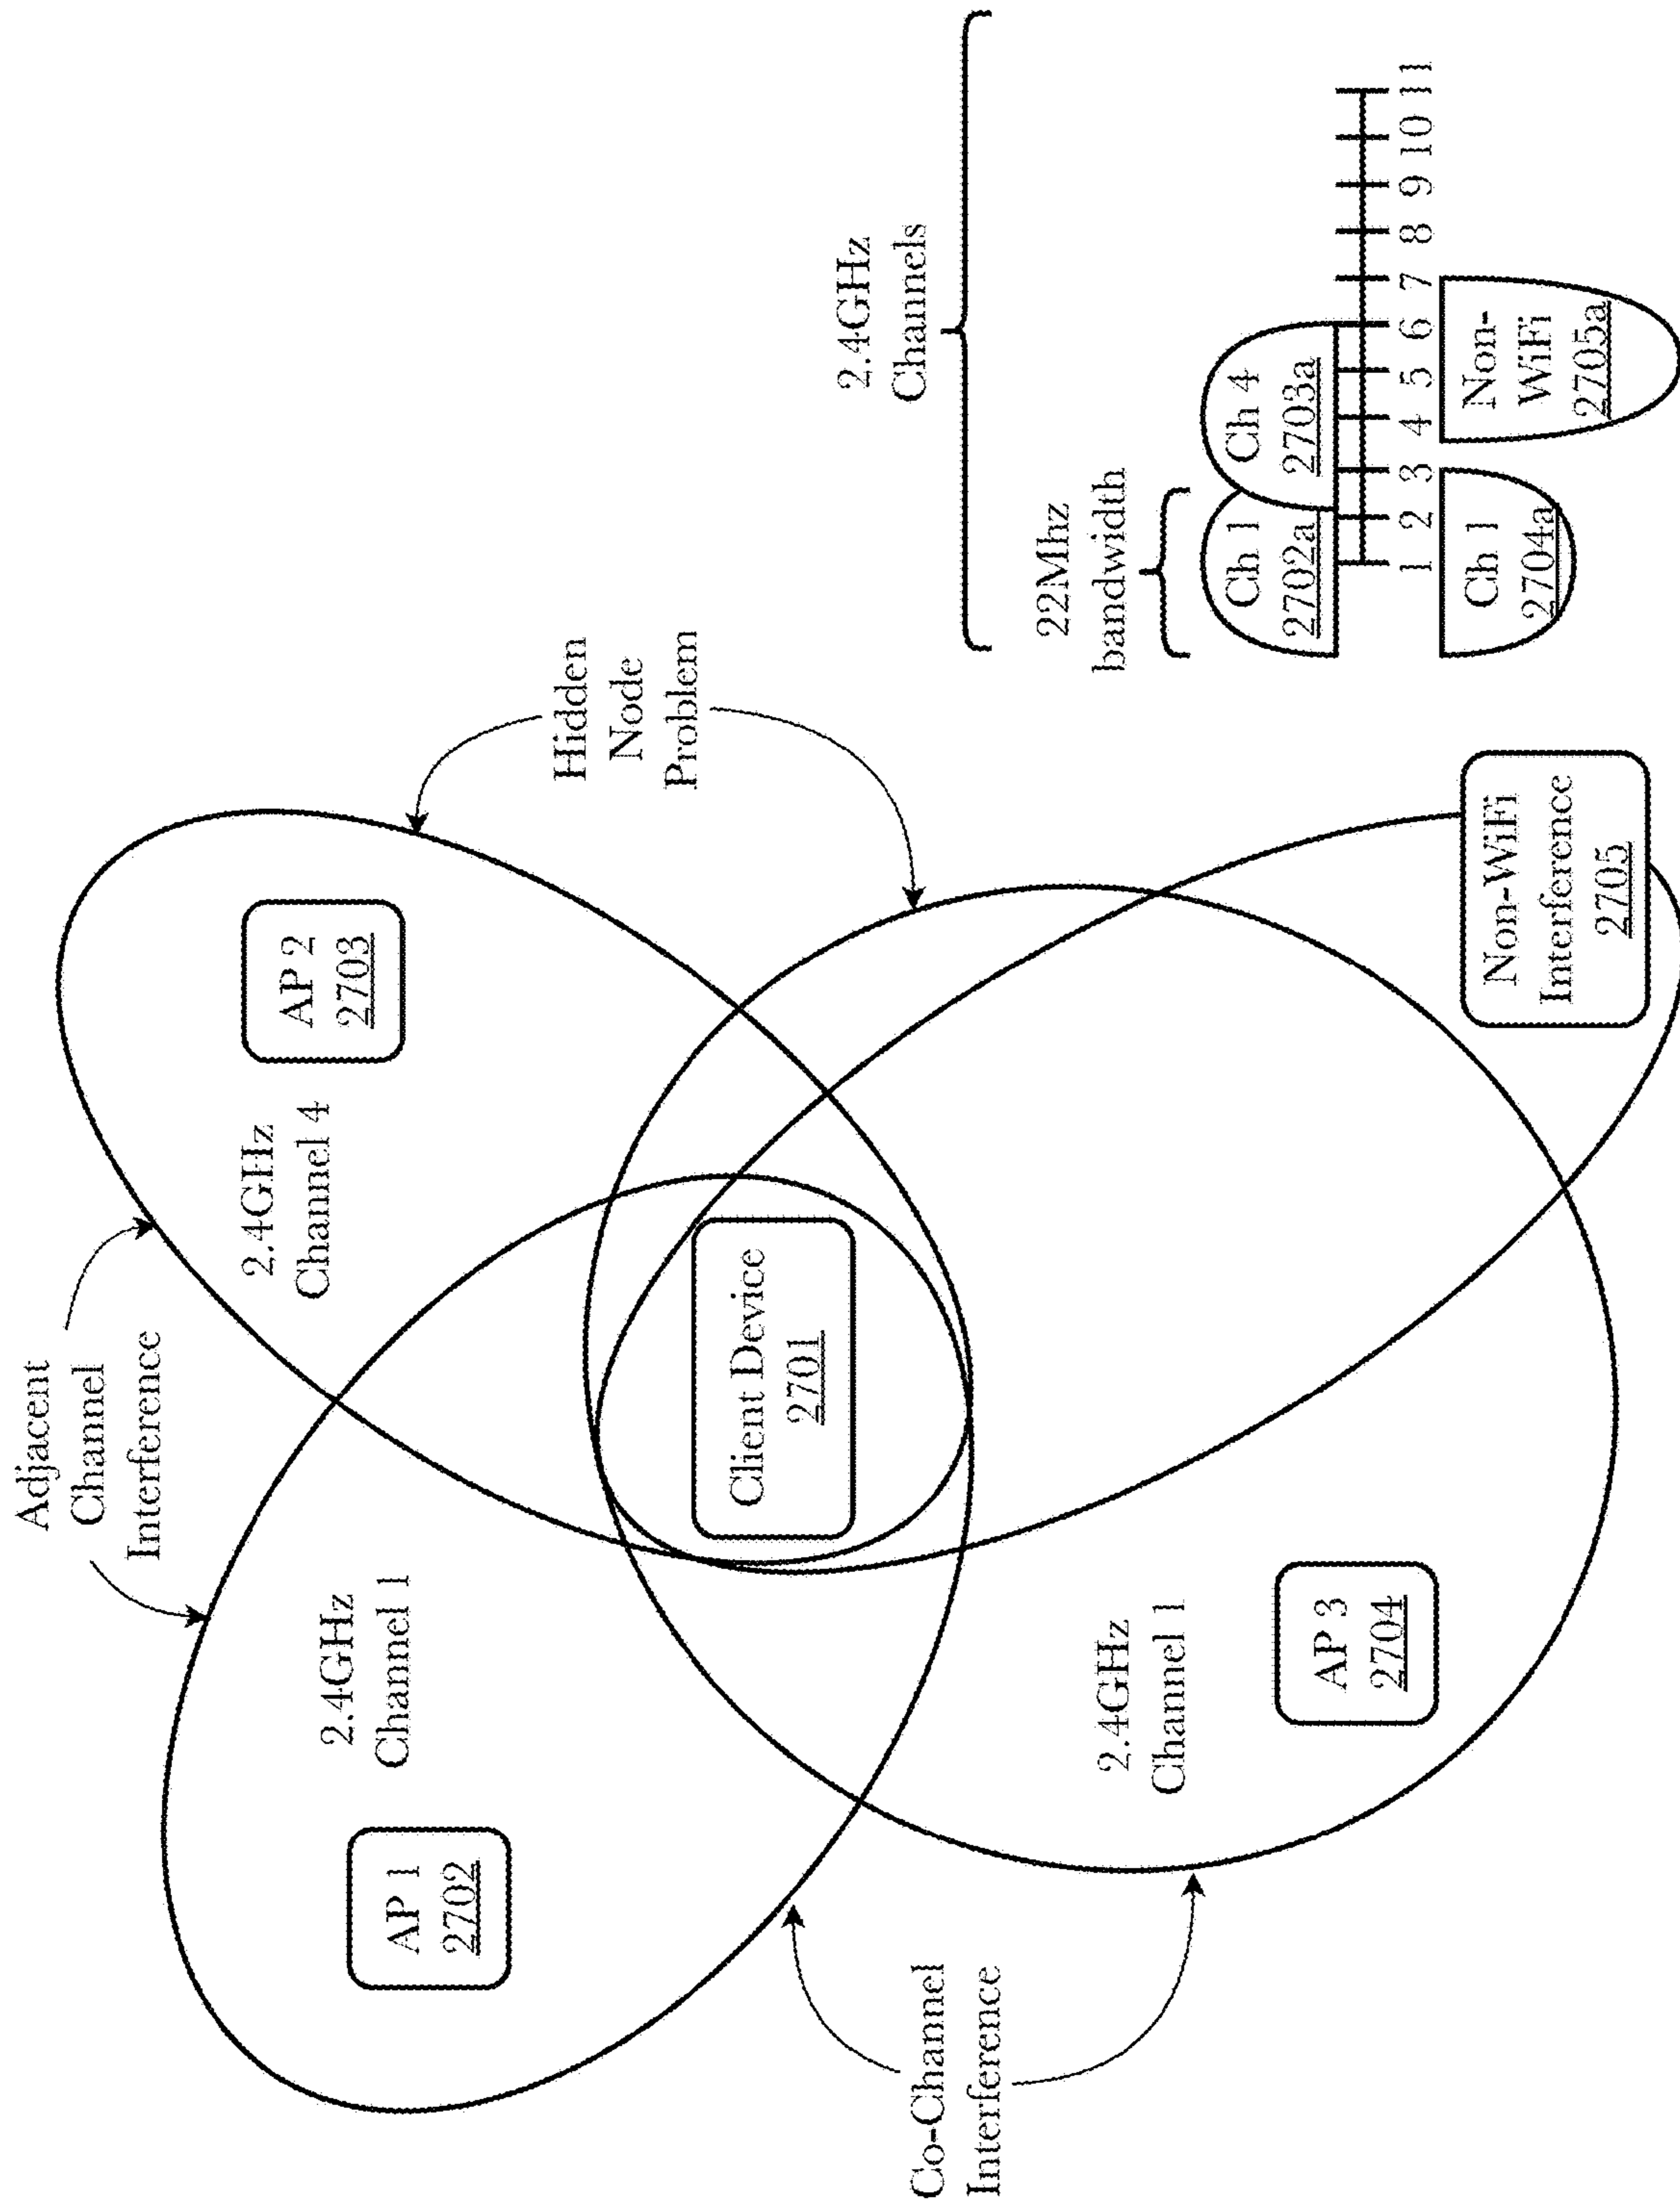 Adjacent
Channel
Interference
AP 1
2702
2.4GHz
Channel 1
2.4GHz
Channel 4
AP 2
2703
Hidden
Node
Problem
Client Device
2701
Co-Channel
Interference
2.4GHz
Channel 1
AP 3
2704
Non-WiFi
Interference
2705
2.4GHz
Channels
22Mhz
bandwidth
Ch 1
2702a
Ch 4
2703a
1 2 3 4 5 6 7 8 9 10 11
Ch 1
2704a
Non-
WiFi
2705a